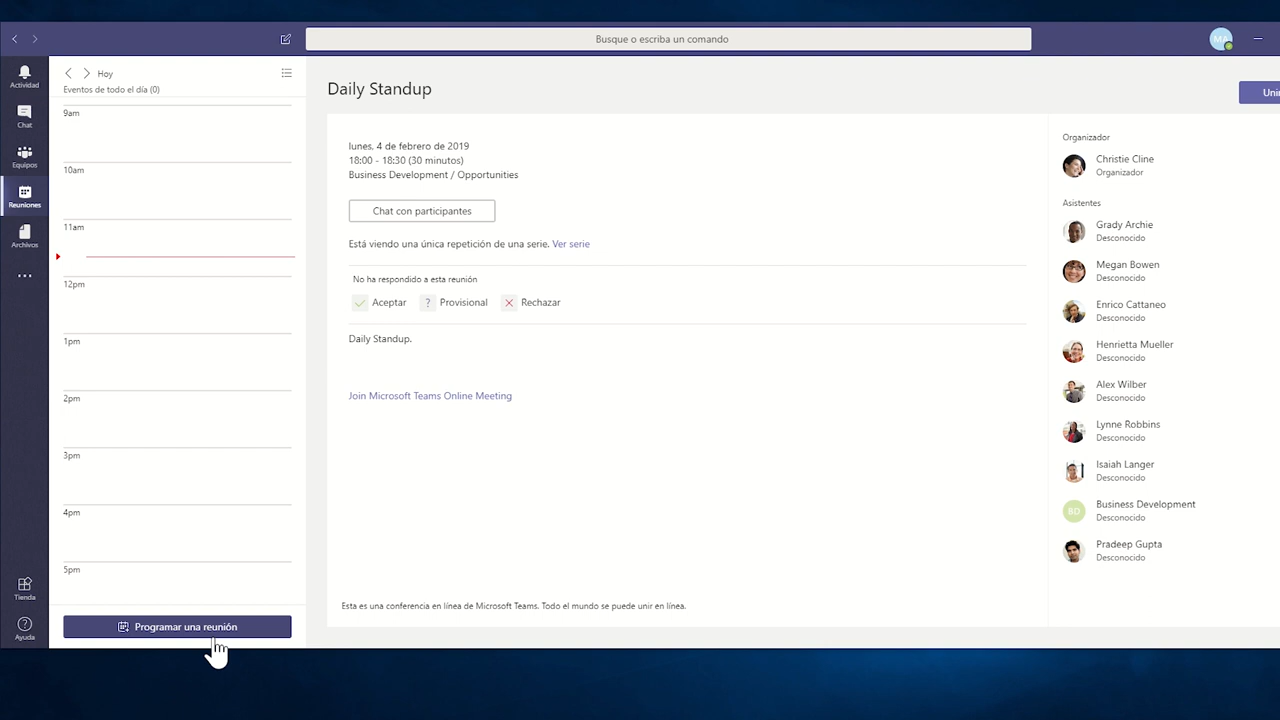 Busque o escriba un comando
MA
Actividad
Chat
Equipos
Reuniones
Archivos
Tienda
Ayuda
Hoy
Eventos de todo el día (0)
9am
10am
11am
12pm
1pm
2pm
3pm
4pm
5pm
Programar una reunión
Daily Standup
lunes, 4 de febrero de 2019
18:00 - 18:30 (30 minutos)
Business Development / Opportunities
Chat con participantes
Está viendo una única repetición de una serie. Ver serie
No ha respondido a esta reunión
Aceptar ? Provisional Rechazar
Daily Standup.
Join Microsoft Teams Online Meeting
Esta es una conferencia en línea de Microsoft Teams. Todo el mundo se puede unir en línea.
Organizador
Christie Cline
Organizador
Asistentes
Grady Archie
Desconocido
Megan Bowen
Desconocido
Enrico Cattaneo
Desconocido
Henrietta Mueller
Desconocido
Alex Wilber
Desconocido
Lynne Robbins
Desconocido
Isaiah Langer
Desconocido
BD
Business Development
Desconocido
Pradeep Gupta
Desconocido